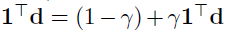 1⊤d = (1 − γ) + γ1⊤d